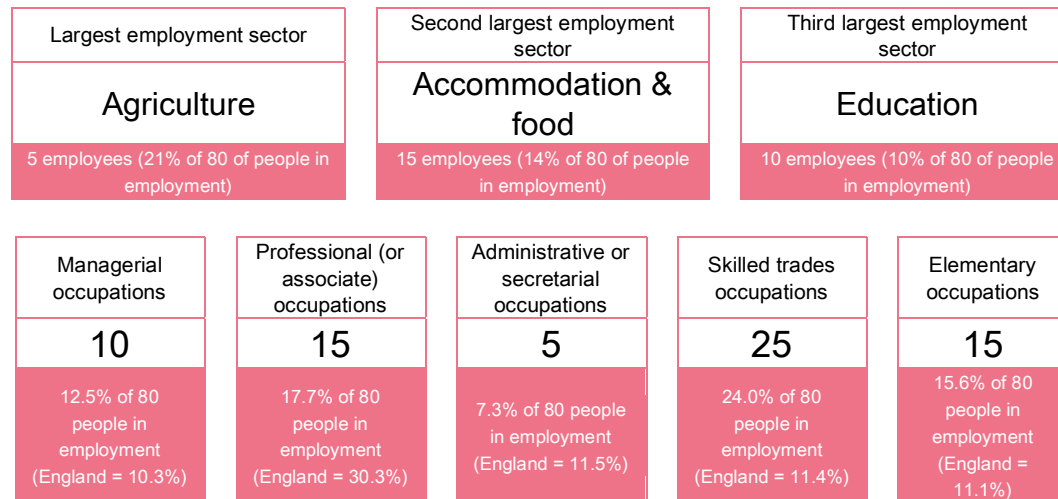 Largest employment sector
Agriculture
5 employees (21% of 80 of people in
employment)
Second largest employment
sector
Accommodation &
food
15 employees (14% of 80 of people
in employment)
Third largest employment
sector
Education
10 employees (10% of 80 of people
in employment)
Managerial
occupations
10
12.5% of 80
people in
employment
(England = 10.3%)
Professional (or
associate)
occupations
15
17.7% of 80
people in
employment
(England = 30.3%)
Administrative or
secretarial
occupations
5
7.3% of 80 people
in employment
(England = 11.5%)
Skilled trades
occupations
25
24.0% of 80
people in
employment
(England = 11.4%)
Elementary
occupations
15
15.6% of 80
people in
employment
(England =
11.1%)